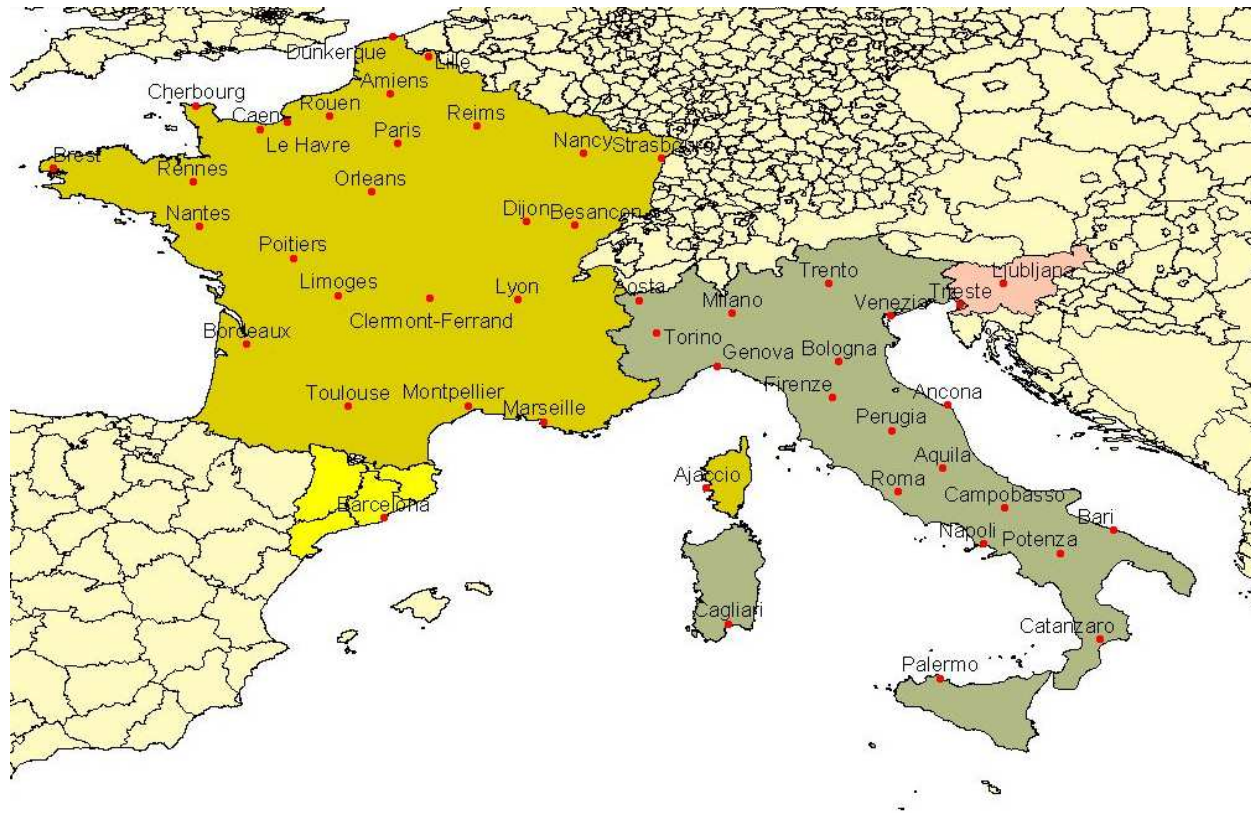 Dunkerque
Lille
Amiens
Cherbourg
Rouen
Caen
Reims
Le Havre
Paris
Nancy
Strasbourg
Brest
Rennes
Orleans
Nantes
Dijon
Besancon
Poitiers
Limoges
Lyon
Clermont-Ferrand
Bordeaux
Toulouse
Montpellier
Marseille
Barcelona
Ajaccio
Aosta
Milano
Trento
Venezia
Trieste
Ljubljana
Torino
Genova
Bologna
Firenze
Ancona
Perugia
Aquila
Roma
Campobasso
Napoli
Potenza
Bari
Cagliari
Catanzaro
Palermo